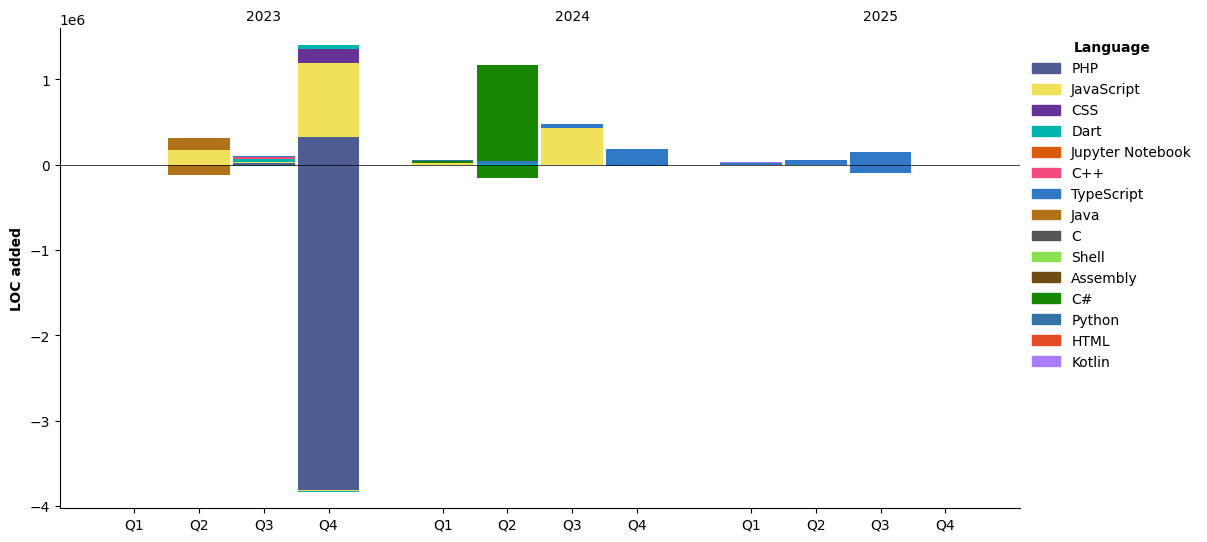 1e6
2023
2024
2025
1
0
−1
−2
−3
−4
LOC added
Q1
Q2
Q3
Q4
Q1
Q2
Q3
Q4
Q1
Q2
Q3
Q4
Language
PHP
JavaScript
CSS
Dart
Jupyter Notebook
C++
TypeScript
Java
C
Shell
Assembly
C#
Python
HTML
Kotlin